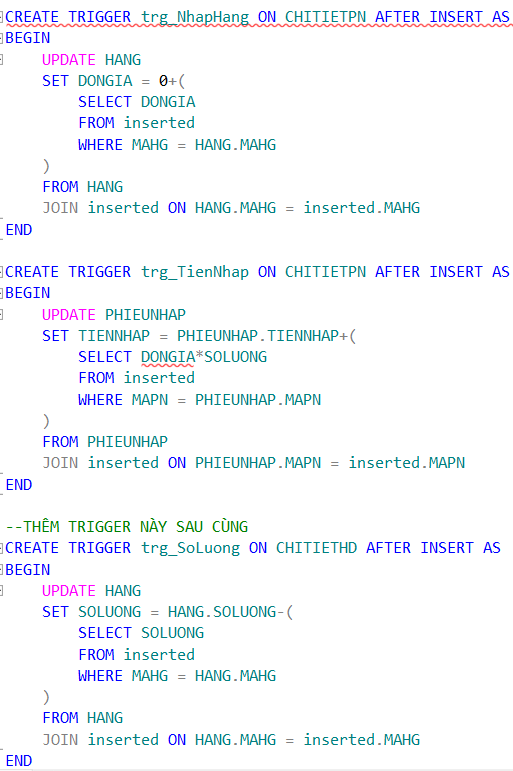 CREATE TRIGGER trg_NhapHang ON CHITIETPN AFTER INSERT AS
BEGIN
    UPDATE HANG
    SET DONGIA = 0+(
        SELECT DONGIA
        FROM inserted
        WHERE MAHG = HANG.MAHG
    )
    FROM HANG
    JOIN inserted ON HANG.MAHG = inserted.MAHG
END

CREATE TRIGGER trg_TienNhap ON CHITIETPN AFTER INSERT AS
BEGIN
    UPDATE PHIEUNHAP
    SET TIENNHAP = PHIEUNHAP.TIENNHAP+(
        SELECT DONGIA*SOLUONG
        FROM inserted
        WHERE MAPN = PHIEUNHAP.MAPN
    )
    FROM PHIEUNHAP
    JOIN inserted ON PHIEUNHAP.MAPN = inserted.MAPN
END

--THÊM TRIGGER NÀY SAU CÙNG
CREATE TRIGGER trg_SoLuong ON CHITIETHD AFTER INSERT AS
BEGIN
    UPDATE HANG
    SET SOLUONG = HANG.SOLUONG-(
        SELECT SOLUONG
        FROM inserted
        WHERE MAHG = HANG.MAHG
    )
    FROM HANG
    JOIN inserted ON HANG.MAHG = inserted.MAHG
END